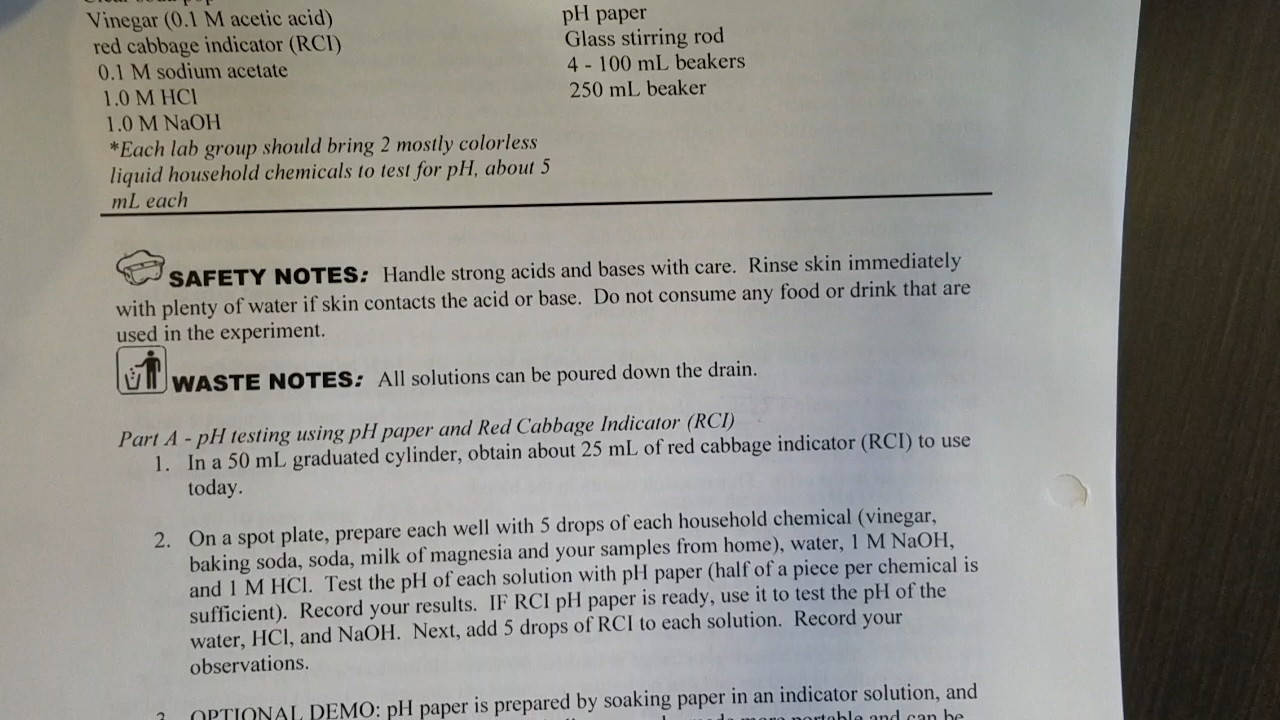 Vinegar (0.1 M acetic acid)
red cabbage indicator (RCI)
0.1 M sodium acetate
1.0 M HCl
1.0 M NaOH
*Each lab group should bring 2 mostly colorless
liquid household chemicals to test for pH, about 5
mL each
pH paper
Glass stirring rod
4 - 100 mL beakers
250 mL beaker
SAFETY NOTES: Handle strong acids and bases with care. Rinse skin immediately
with plenty of water if skin contacts the acid or base. Do not consume any food or drink that are
used in the experiment.
WASTE NOTES: All solutions can be poured down the drain.
Part A - pH testing using pH paper and Red Cabbage Indicator (RCI)
1. In a 50 mL graduated cylinder, obtain about 25 mL of red cabbage indicator (RCI) to use
today.
2. On a spot plate, prepare each well with 5 drops of each household chemical (vinegar,
baking soda, soda, milk of magnesia and your samples from home), water, 1 M NaOH,
and 1 M HCl. Test the pH of each solution with pH paper (half of a piece per chemical is
sufficient). Record your results. IF RCI pH paper is ready, use it to test the pH of the
water, HCl, and NaOH. Next, add 5 drops of RCI to each solution. Record your
observations.
OPTIONAL DEMO: pH paper is prepared by soaking paper in an indicator solution, and
more portable and can be